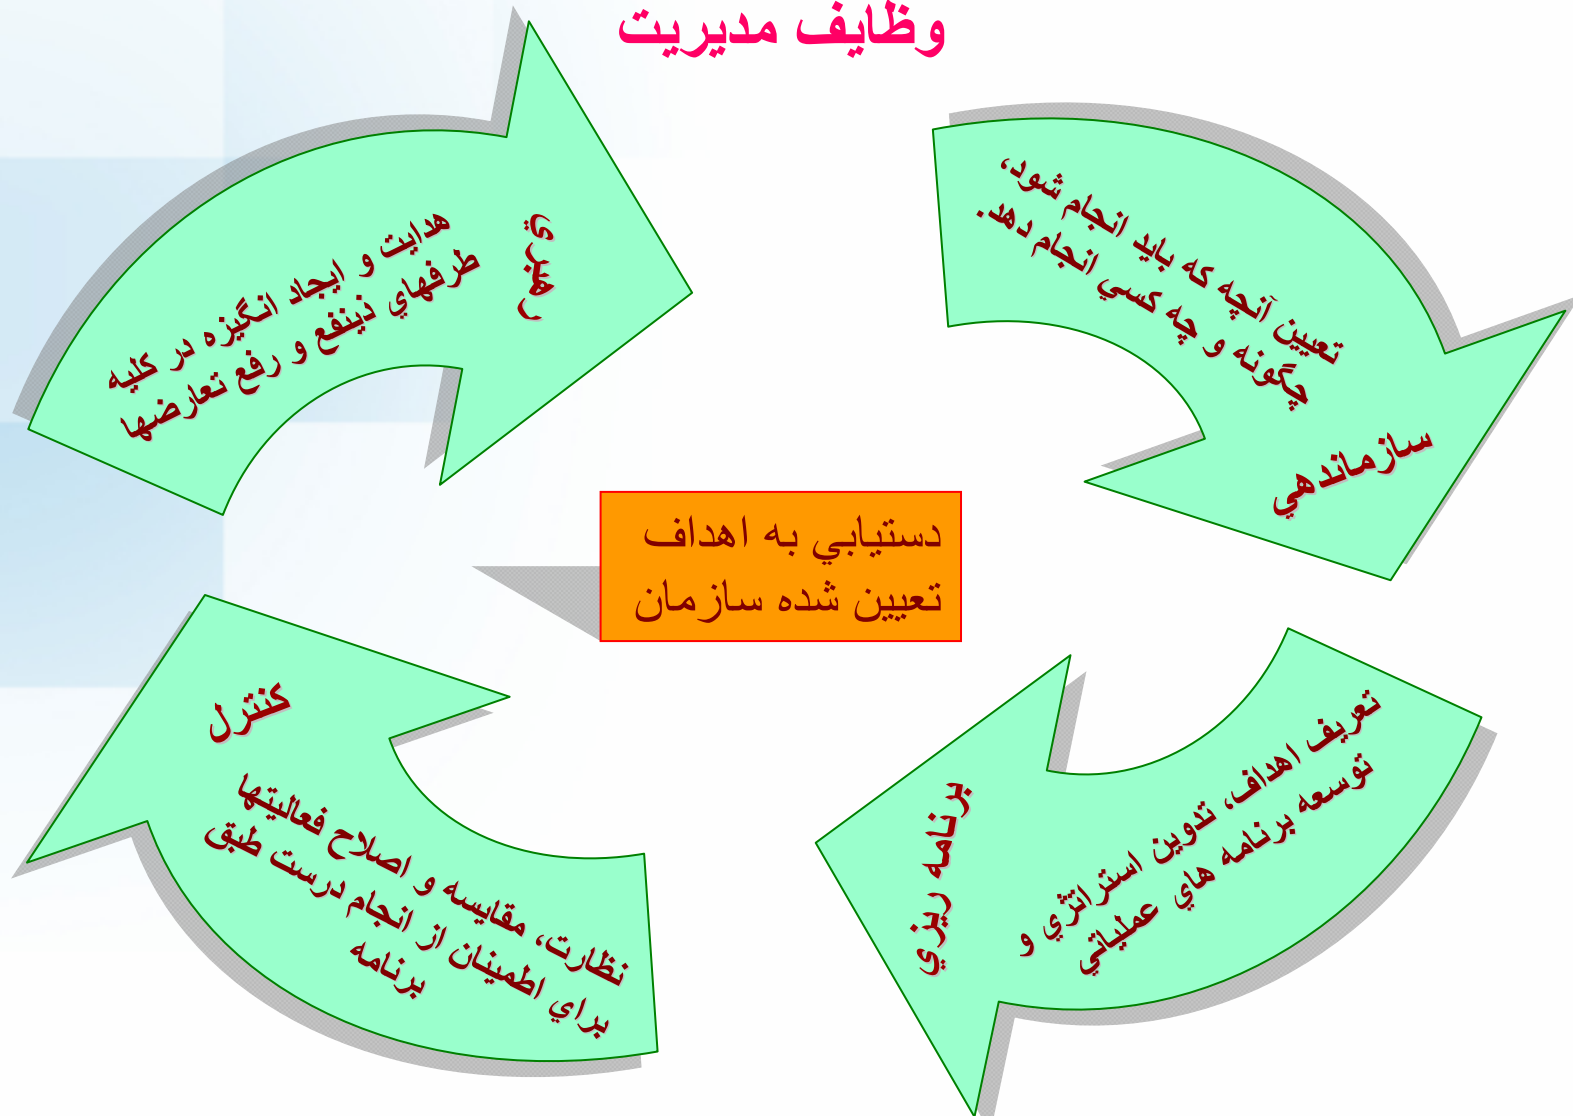 وظايف مديريت
تعيين آنچه كه بايد انجام شود،
چگونه و چه كسي انجام دهد.
سازماندهي
هدايت و ايجاد انگيزه در كليه
طرفهاي ذينفع و رفع تعارضها
رهبري
دستيابي به اهداف
تعيين شده سازمان
تعريف اهداف، تدوين استراتژي و
توسعه برنامه هاي عملياتي
برنامه ريزي
كنترل
نظارت، مقايسه و اصلاح فعاليتها
براي اطمينان از انجام درست طبق
برنامه